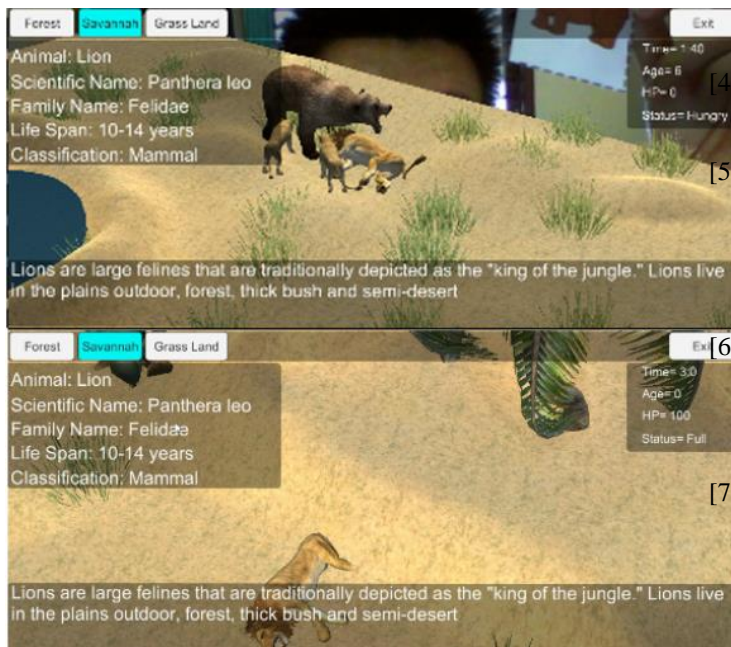 Forest Savannah Grass Land Exit
Animal: Lion
Scientific Name: Panthera leo
Family Name: Felidae
Life Span: 10-14 years
Classification: Mammal
Time= 1:40
Age= 6
HP= 0
Status= Hungry
[4
[5
Lions are large felines that are traditionally depicted as the "king of the jungle." Lions live
in the plains outdoor, forest, thick bush and semi-desert
Forest Savannah Grass Land Exit
[6
Animal: Lion
Scientific Name: Panthera leo
Family Name: Felidae
Life Span: 10-14 years
Classification: Mammal
Time= 3:0
Age= 0
HP= 100
Status= Full
[7
Lions are large felines that are traditionally depicted as the "king of the jungle." Lions live
in the plains outdoor, forest, thick bush and semi-desert